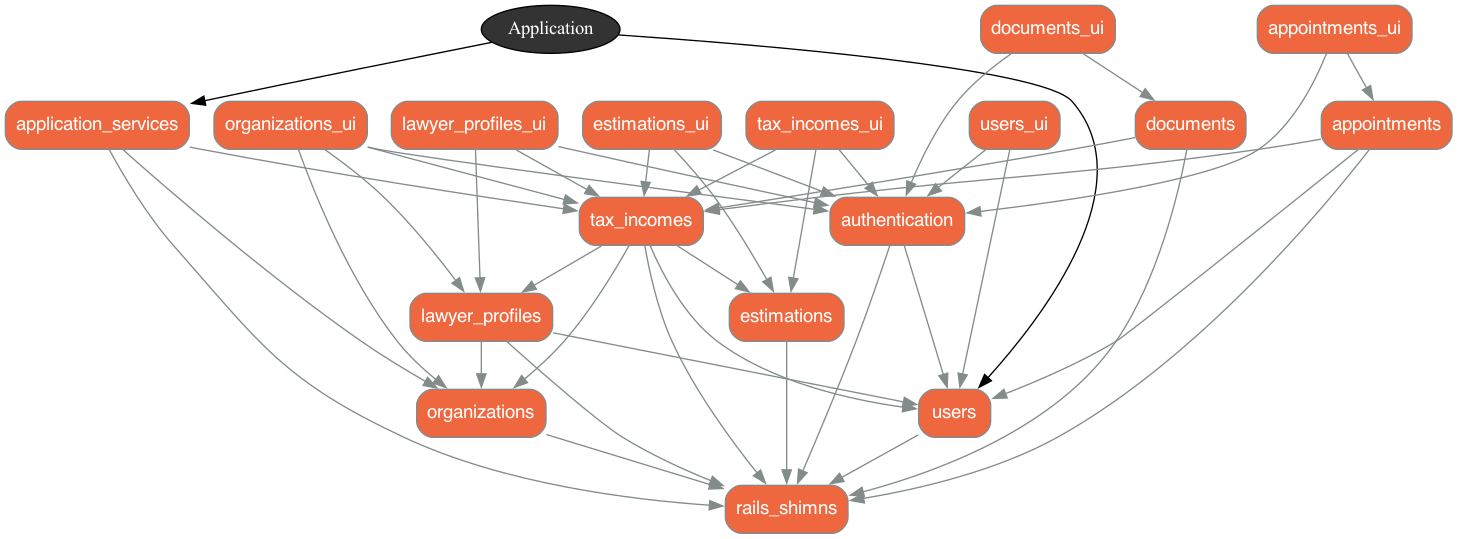 Application
documents_ui
appointments_ui
application_services
organizations_ui
lawyer_profiles_ui
estimations_ui
tax_incomes_ui
users_ui
documents
appointments
tax_incomes
authentication
lawyer_profiles
estimations
organizations
users
rails_shimns